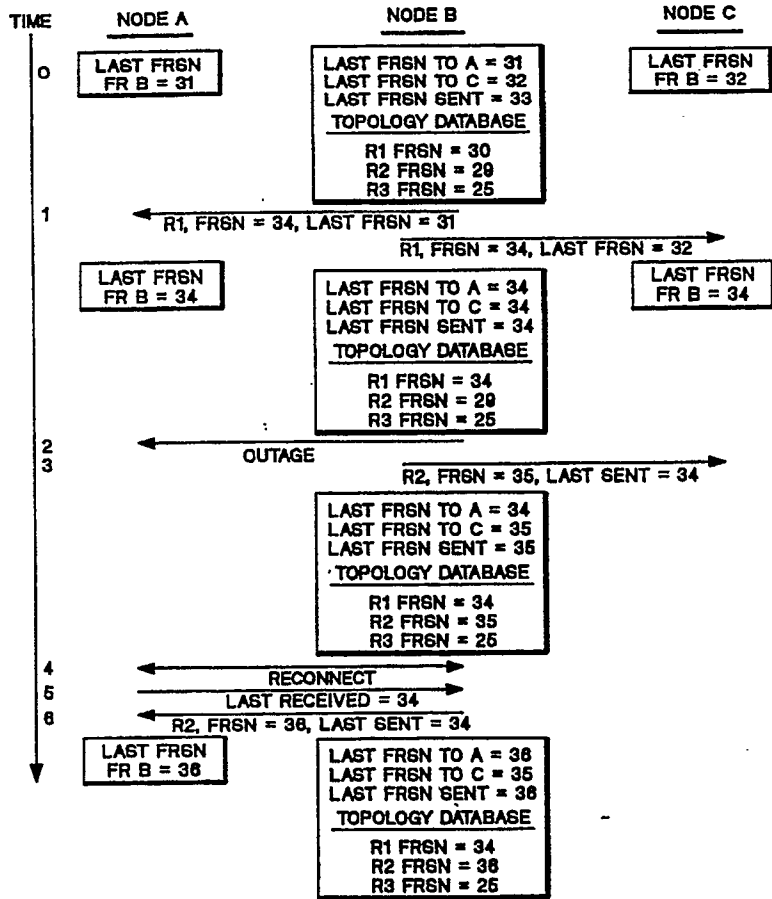 TIME NODE A NODE B NODE C
0
LAST FRSN
FR B = 31
LAST FRSN TO A = 31
LAST FRSN TO C = 32
LAST FRSN SENT = 33
TOPOLOGY DATABASE
R1 FRSN = 30
R2 FRSN = 29
R3 FRSN = 25
LAST FRSN
FR B = 32
1
R1, FRSN = 34, LAST FRSN = 31
R1, FRSN = 34, LAST FRSN = 32
LAST FRSN
FR B = 34
LAST FRSN TO A = 34
LAST FRSN TO C = 34
LAST FRSN SENT = 34
TOPOLOGY DATABASE
R1 FRSN = 34
R2 FRSN = 29
R3 FRSN = 25
LAST FRSN
FR B = 34
2
OUTAGE
3
R2, FRSN = 35, LAST SENT = 34
LAST FRSN TO A = 34
LAST FRSN TO C = 35
LAST FRSN SENT = 35
TOPOLOGY DATABASE
R1 FRSN = 34
R2 FRSN = 35
R3 FRSN = 25
4
RECONNECT
5
LAST RECEIVED = 34
6
R2, FRSN = 36, LAST SENT = 34
LAST FRSN
FR B = 36
LAST FRSN TO A = 36
LAST FRSN TO C = 35
LAST FRSN SENT = 36
TOPOLOGY DATABASE
R1 FRSN = 34
R2 FRSN = 36
R3 FRSN = 25